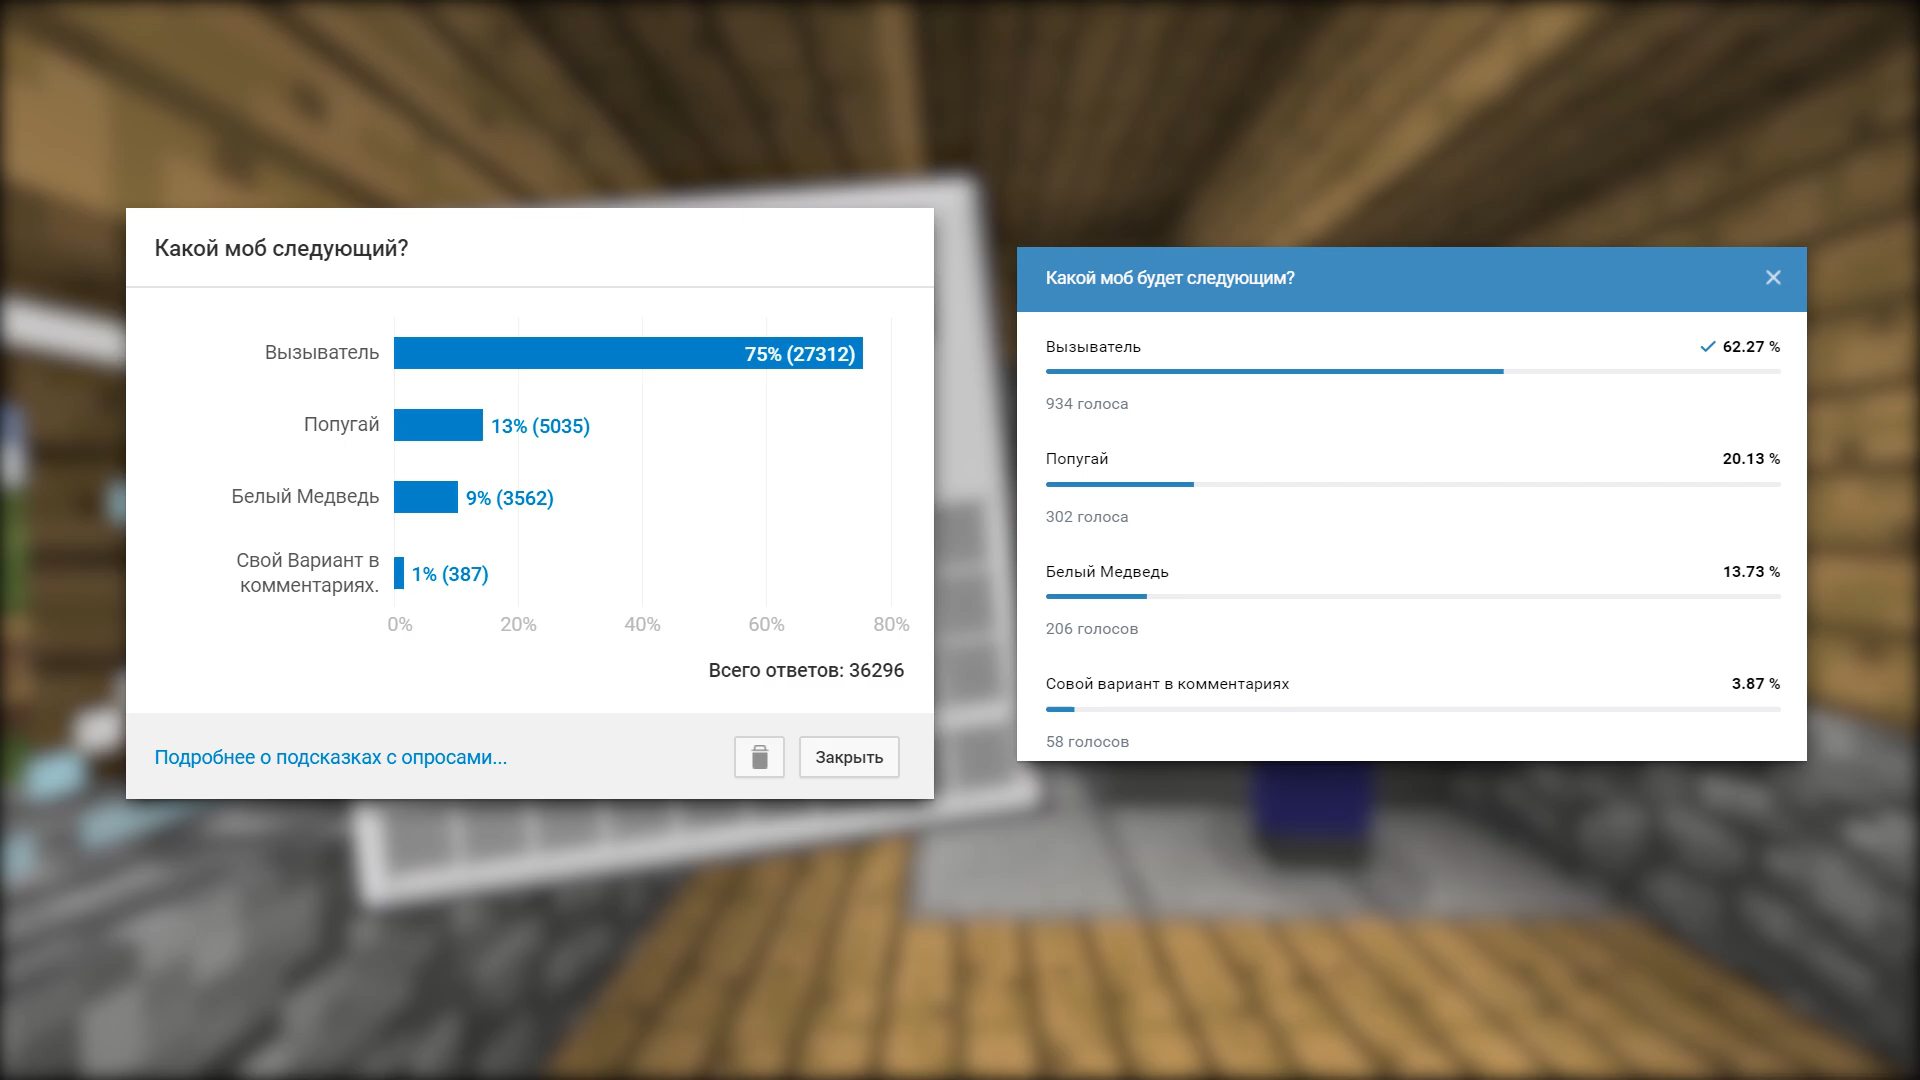 Какой моб следующий?
Вызыватель
75% (27312)
Попугай
13% (5035)
Белый Медведь
9% (3562)
Свой Вариант в
комментариях.
1% (387)
0% 20% 40% 60% 80%
Всего ответов: 36296
Подробнее о подсказках с опросами...
Закрыть
Какой моб будет следующим?
Вызыватель 62.27 %
934 голоса
Попугай 20.13 %
302 голоса
Белый Медведь 13.73 %
206 голосов
Совой вариант в комментариях 3.87 %
58 голосов